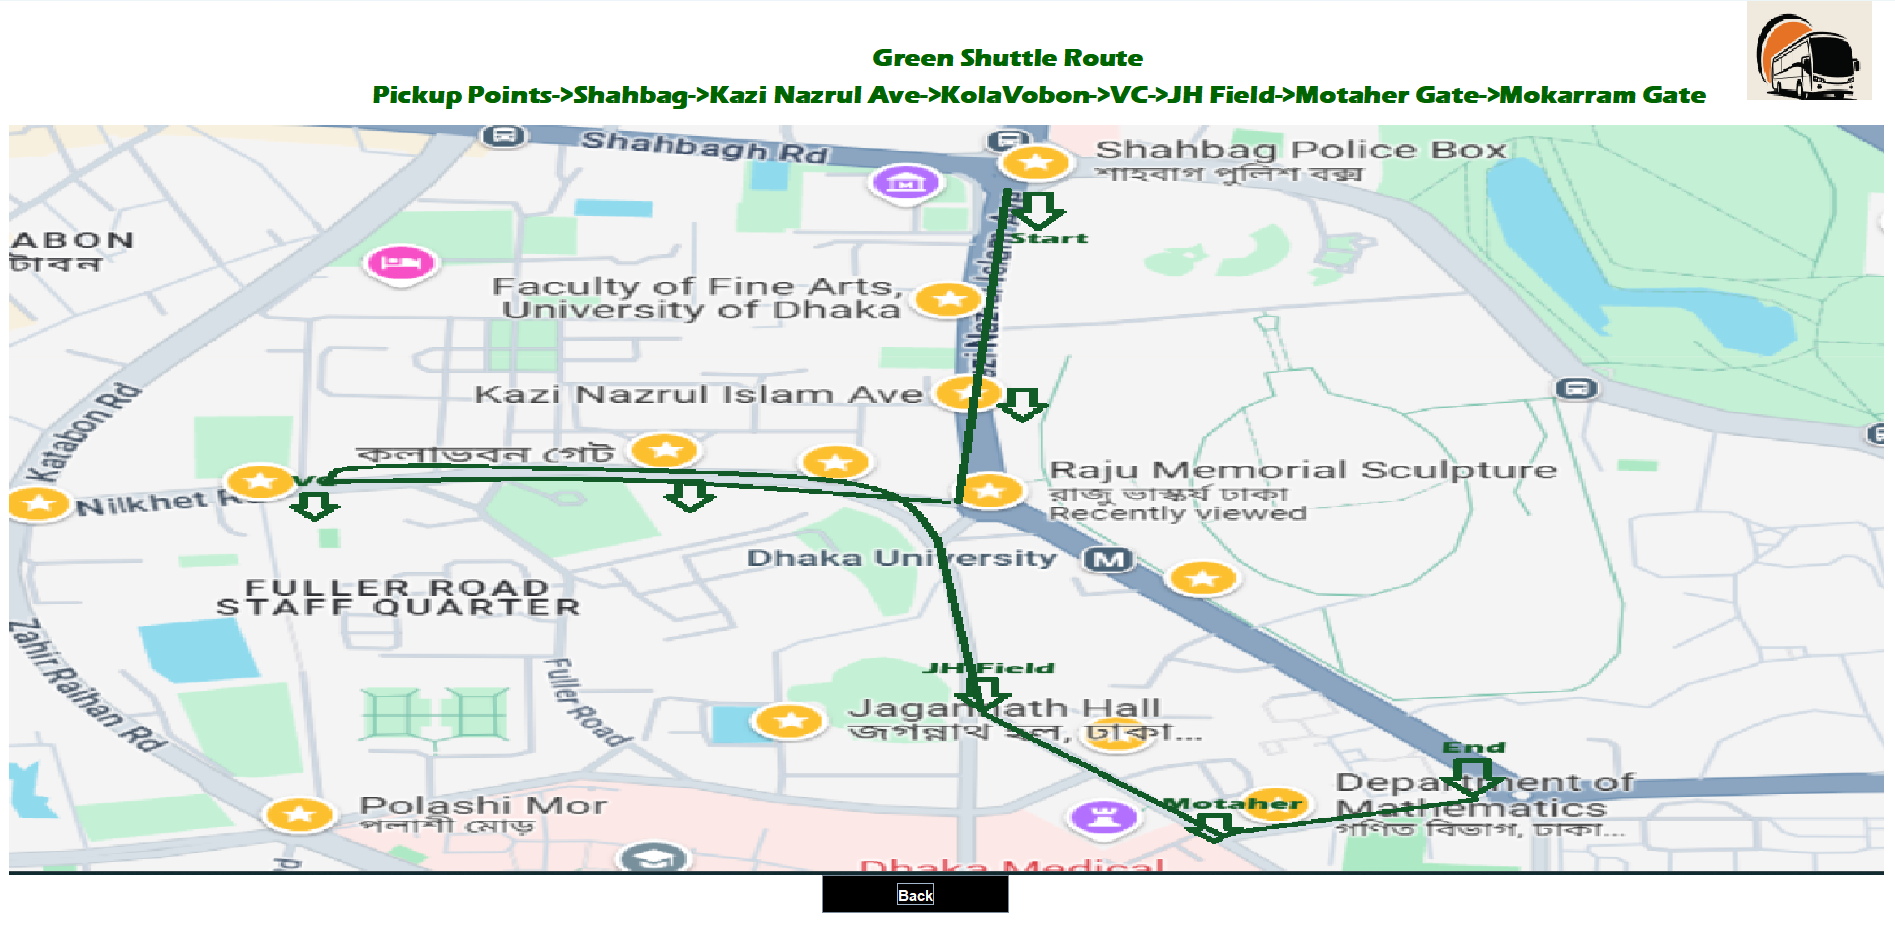 Green Shuttle Route
Pickup Points->Shahbag->Kazi Nazrul Ave->KolaVobon->VC->JH Field->Motaher Gate->Mokarram Gate
Shahbagh Rd
Shahbag Police Box
শাহবাগ পুলিশ বক্স
Start
ABON
টাবন
Faculty of Fine Arts,
University of Dhaka
Kazi Nazrul Islam Ave
Katabon Rd
কলাভবন গেট
VC
Nilkhet
Raju Memorial Sculpture
রাজু ভাস্কর্য ঢাকা
Recently viewed
Dhaka University
M
FULLER ROAD
STAFF QUARTER
Zahir Raihan Rd
Fuller Road
JH Field
Jagannath Hall
জগন্নাথ হল, ঢাকা...
End
Department of
Mathematics
গণিত বিভাগ, ঢাকা...
Motaher
Polashi Mor
পলাশী মোড়
Dhaka Medical
Back